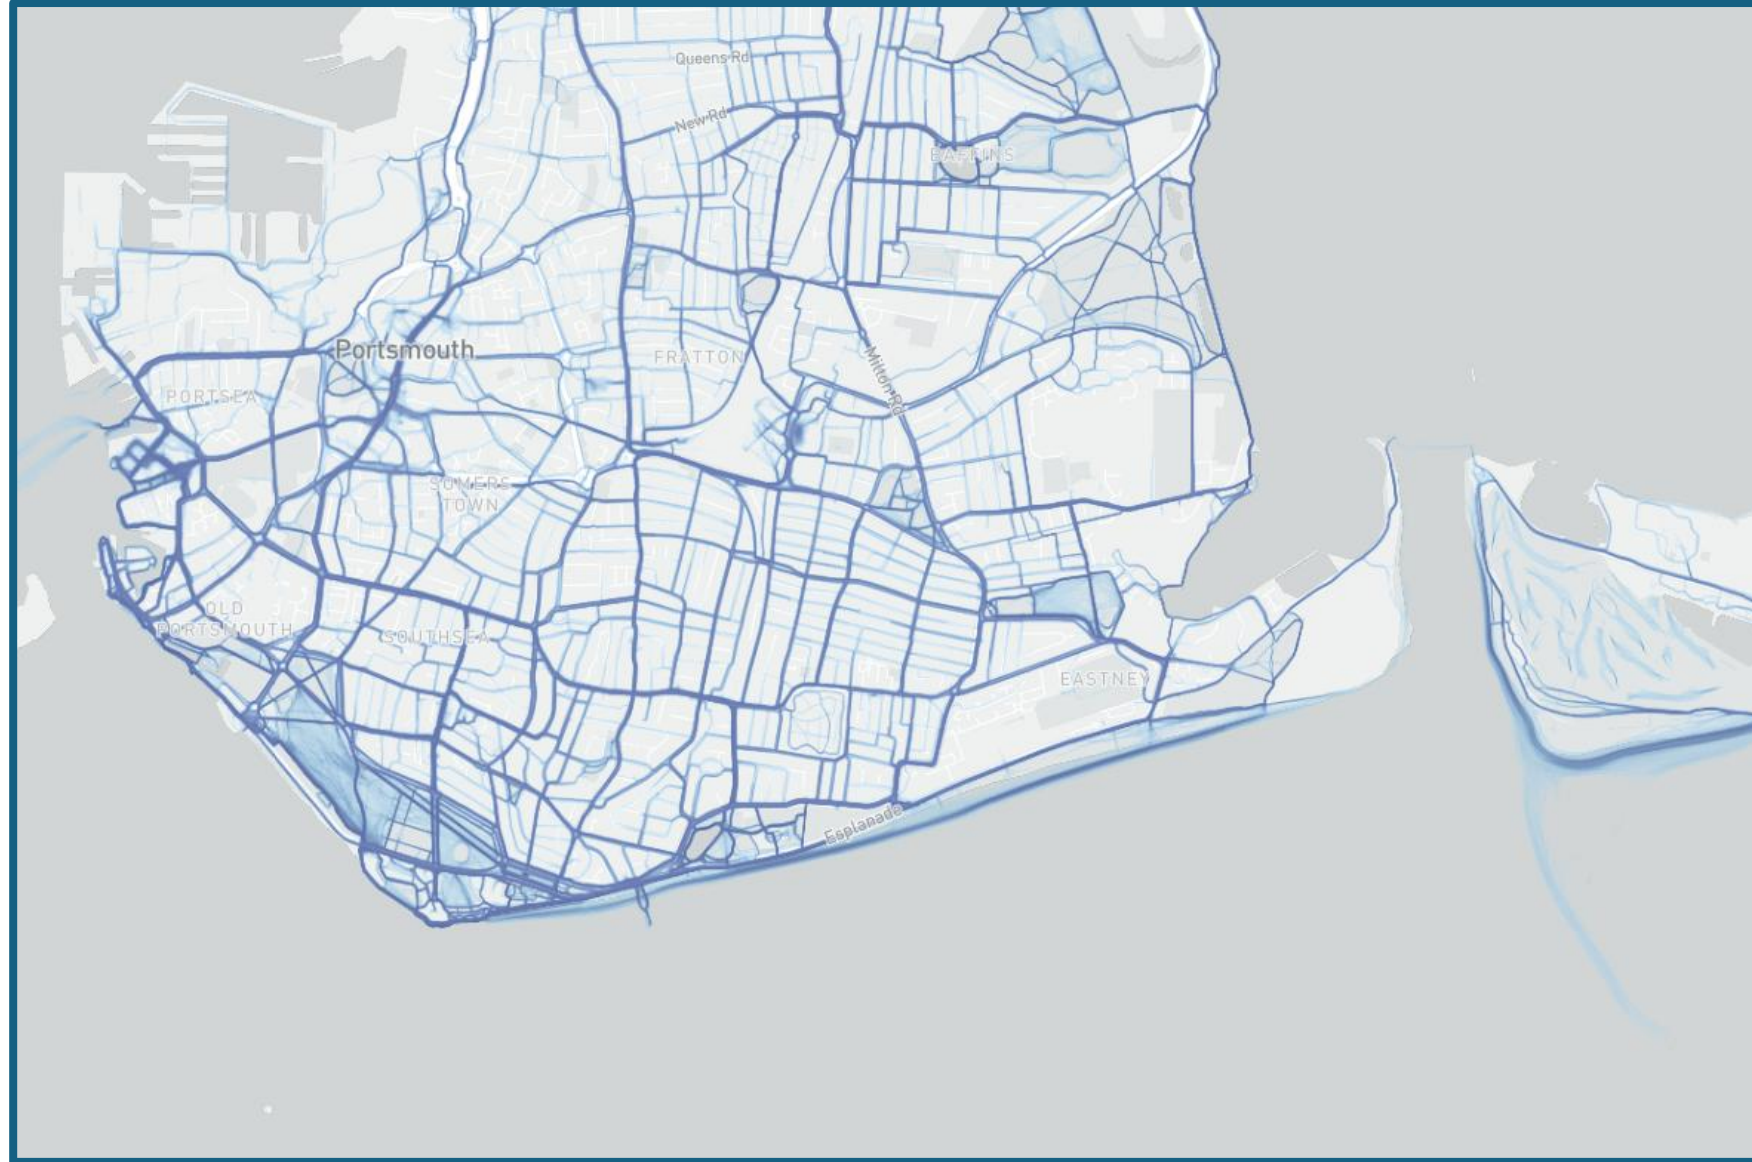 Queens Rd
New Rd
BAFFINS
Portsmouth
FRATTON
Milton Rd
PORTSEA
SOMERS
TOWN
OLD
PORTSMOUTH
SOUTHSEA
EASTNEY
Esplanade